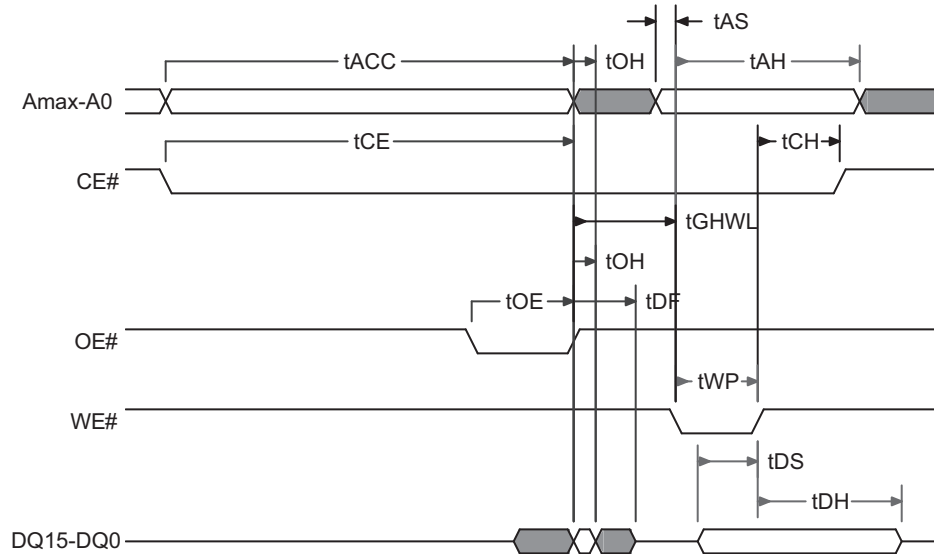 tAS
tACC
tOH
tAH
Amax-A0
tCE
tCH
CE#
tGHWL
tOH
tOE
tDF
OE#
tWP
WE#
tDS
tDH
DQ15-DQ0